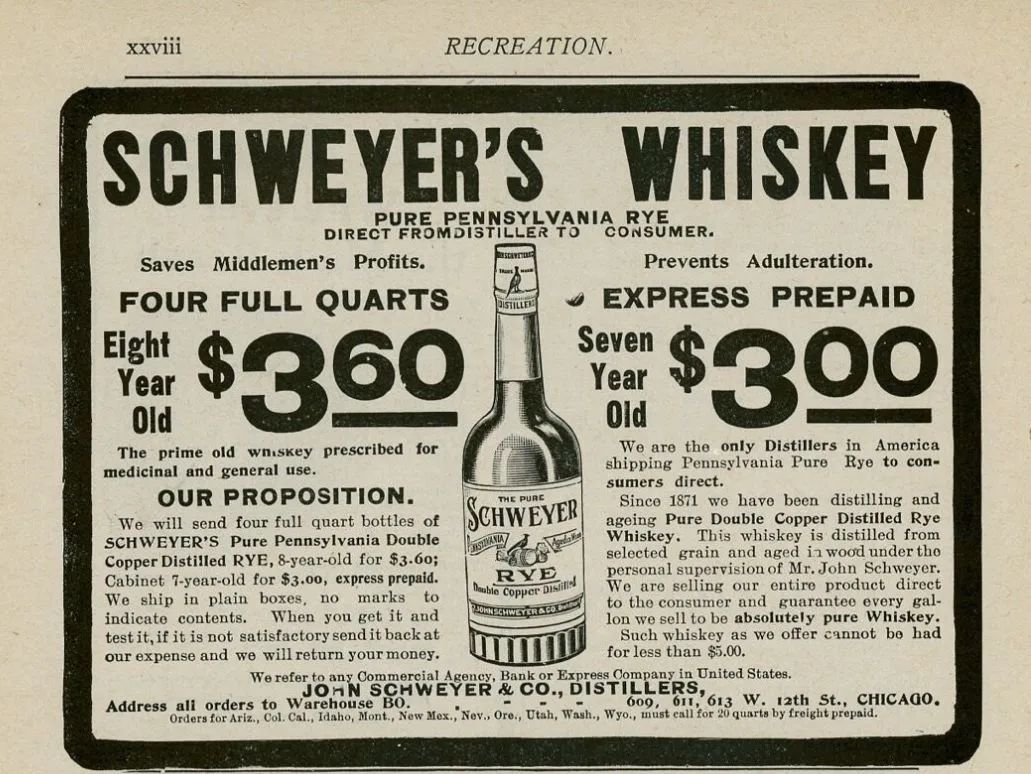 xxviii
RECREATION.
SCHWEYER'S WHISKEY
PURE PENNSYLVANIA RYE
DIRECT FROM DISTILLER TO CONSUMER.
Saves Middlemen's Profits.
FOUR FULL QUARTS
Eight
Year
Old
$3.60
The prime old whiskey prescribed for
medicinal and general use.
OUR PROPOSITION.
We will send four full quart bottles of
SCHWEYER'S Pure Pennsylvania Double
Copper Distilled RYE, 8-year-old for $3.60;
Cabinet 7-year-old for $3.00, express prepaid.
We ship in plain boxes, no marks to
indicate contents. When you get it and
test it, if it is not satisfactory send it back at
our expense and we will return your money.
DISTILLERS
THE PURE
SCHWEYER
PENNSYLVANIA
RYE
Double Copper Distilled
JOHN SCHWEYER & CO.
Prevents Adulteration.
EXPRESS PREPAID
Seven
Year
Old
$3.00
We are the only Distillers in America
shipping Pennsylvania Pure Rye to con-
sumers direct.
Since 1871 we have been distilling and
ageing Pure Double Copper Distilled Rye
Whiskey. This whiskey is distilled from
selected grain and aged in wood under the
personal supervision of Mr. John Schweyer.
We are selling our entire product direct
to the consumer and guarantee every gal-
lon we sell to be absolutely pure Whiskey.
Such whiskey as we offer cannot be had
for less than $5.00.
We refer to any Commercial Agency, Bank or Express Company in United States.
JOHN SCHWEYER & CO., DISTILLERS,
Address all orders to Warehouse BO. - - - - 609, 611, 613 W. 12th St., CHICAGO.
Orders for Ariz., Col. Cal., Idaho, Mont., New Mex., Nev., Ore., Utah, Wash., Wyo., must call for 20 quarts by freight prepaid.